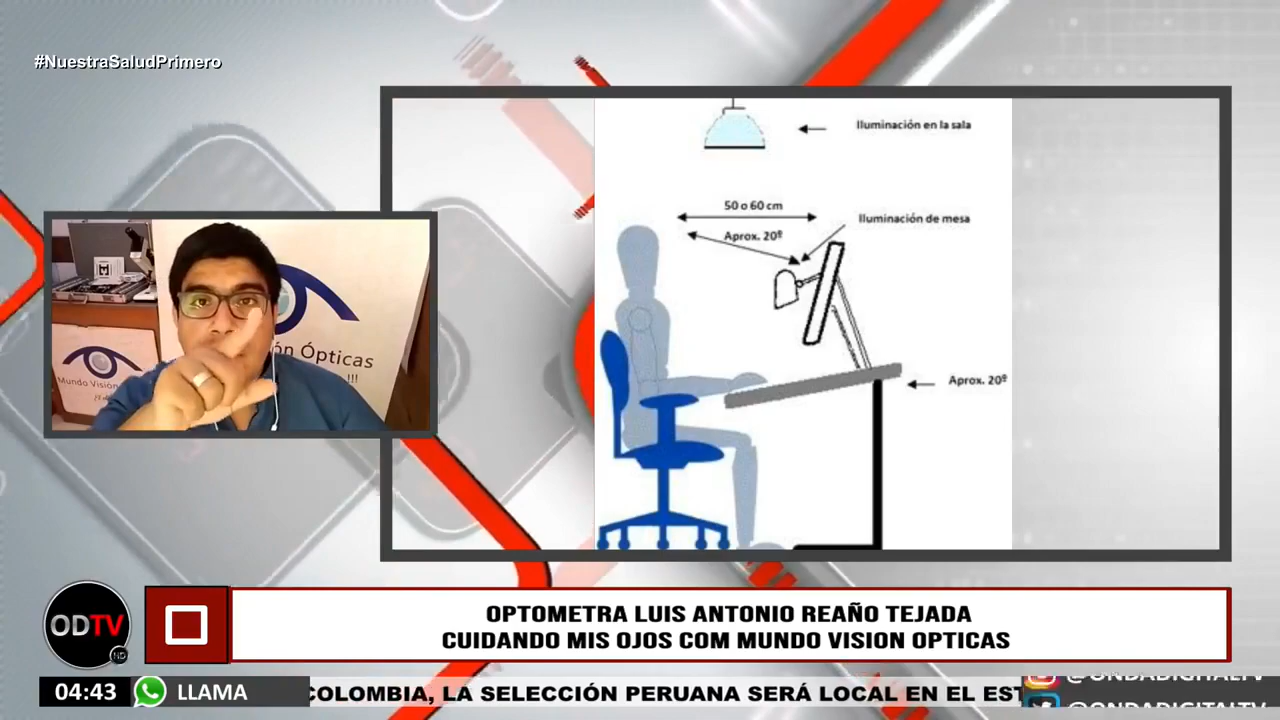 #NuestraSaludPrimero
Iluminación en la sala
50 o 60 cm
Iluminación de mesa
Aprox. 20º
Aprox. 20º
ón Ópticas
!!!
Mundo Visión
ODTV
HD
OPTOMETRA LUIS ANTONIO REAÑO TEJADA
CUIDANDO MIS OJOS COM MUNDO VISION OPTICAS
04:43 LLAMA
COLOMBIA, LA SELECCIÓN PERUANA SERÁ LOCAL EN EL EST
@ONDADIGITALTV
@ONDADIGITALTV